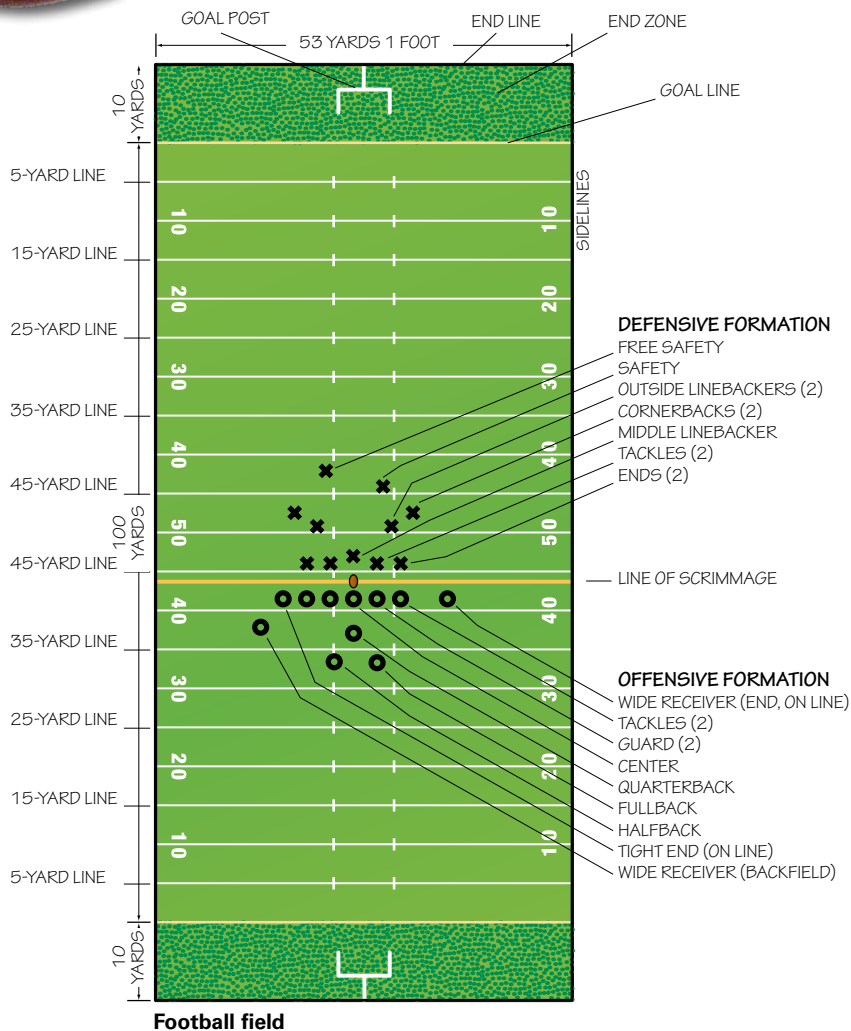 GOAL POST
END LINE
END ZONE
53 YARDS 1 FOOT
10
YARDS
GOAL LINE
5-YARD LINE
SIDELINES
10
10
15-YARD LINE
20
20
25-YARD LINE
30
30
35-YARD LINE
40
40
45-YARD LINE
100
YARDS
50
50
45-YARD LINE
40
40
35-YARD LINE
30
30
25-YARD LINE
20
20
15-YARD LINE
10
10
5-YARD LINE
10
YARDS
DEFENSIVE FORMATION
FREE SAFETY
SAFETY
OUTSIDE LINEBACKERS (2)
CORNERBACKS (2)
MIDDLE LINEBACKER
TACKLES (2)
ENDS (2)
LINE OF SCRIMMAGE
OFFENSIVE FORMATION
WIDE RECEIVER (END, ON LINE)
TACKLES (2)
GUARD (2)
CENTER
QUARTERBACK
FULLBACK
HALFBACK
TIGHT END (ON LINE)
WIDE RECEIVER (BACKFIELD)
Football field